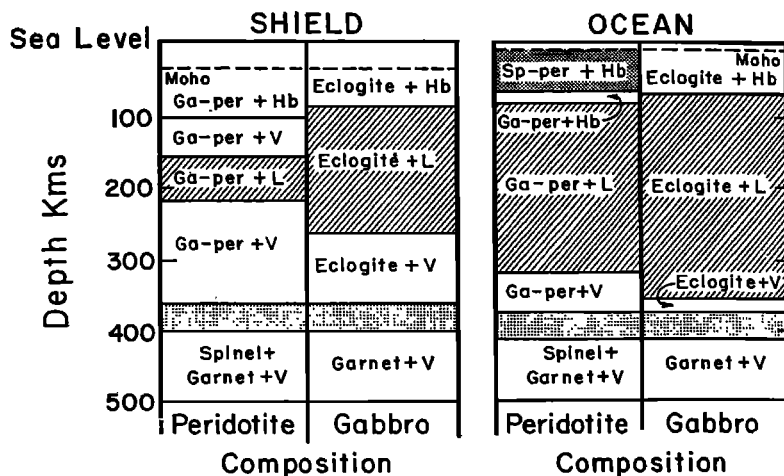 SHIELD
OCEAN
Sea Level
Moho
Ga-per + Hb
Ga-per + V
Ga-per + L
Ga-per + V
Spinel+
Garnet + V
Eclogite + Hb
Eclogite + L
Eclogite + V
Garnet + V
Sp-per + Hb
Ga-per+Hb
Ga-per+L
Ga-per+V
Spinel+
Garnet+V
Moho
Eclogite + Hb
Eclogite + L
Eclogite+V
Garnet + V
100
200
300
400
500
Depth Kms
Peridotite
Gabbro
Peridotite
Gabbro
Composition
Composition